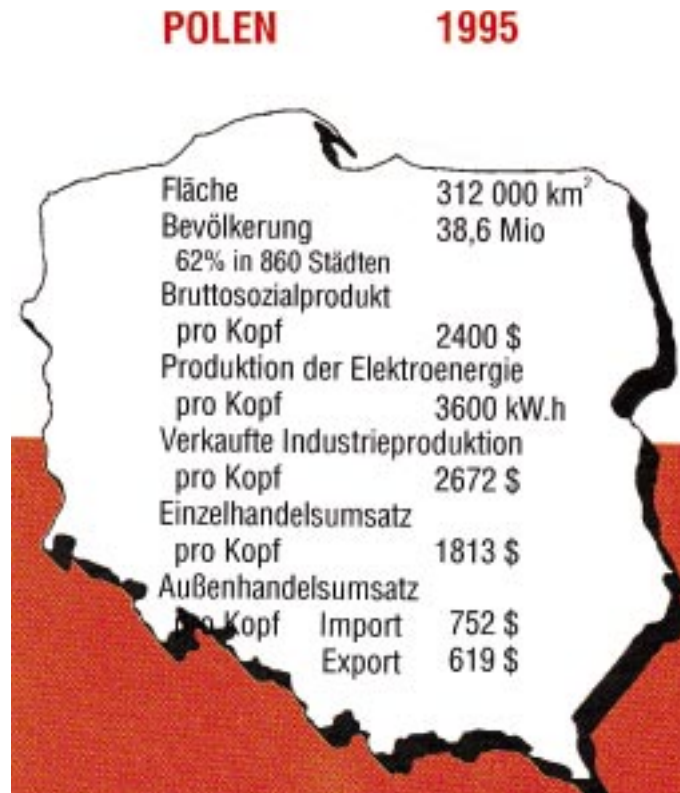 POLEN 1995
Fläche 312 000 km²
Bevölkerung 38,6 Mio
62% in 860 Städten
Bruttosozialprodukt
pro Kopf 2400 $
Produktion der Elektroenergie
pro Kopf 3600 kW.h
Verkaufte Industrieproduktion
pro Kopf 2672 $
Einzelhandelsumsatz
pro Kopf 1813 $
Außenhandelsumsatz
pro Kopf Import 752 $
Export 619 $